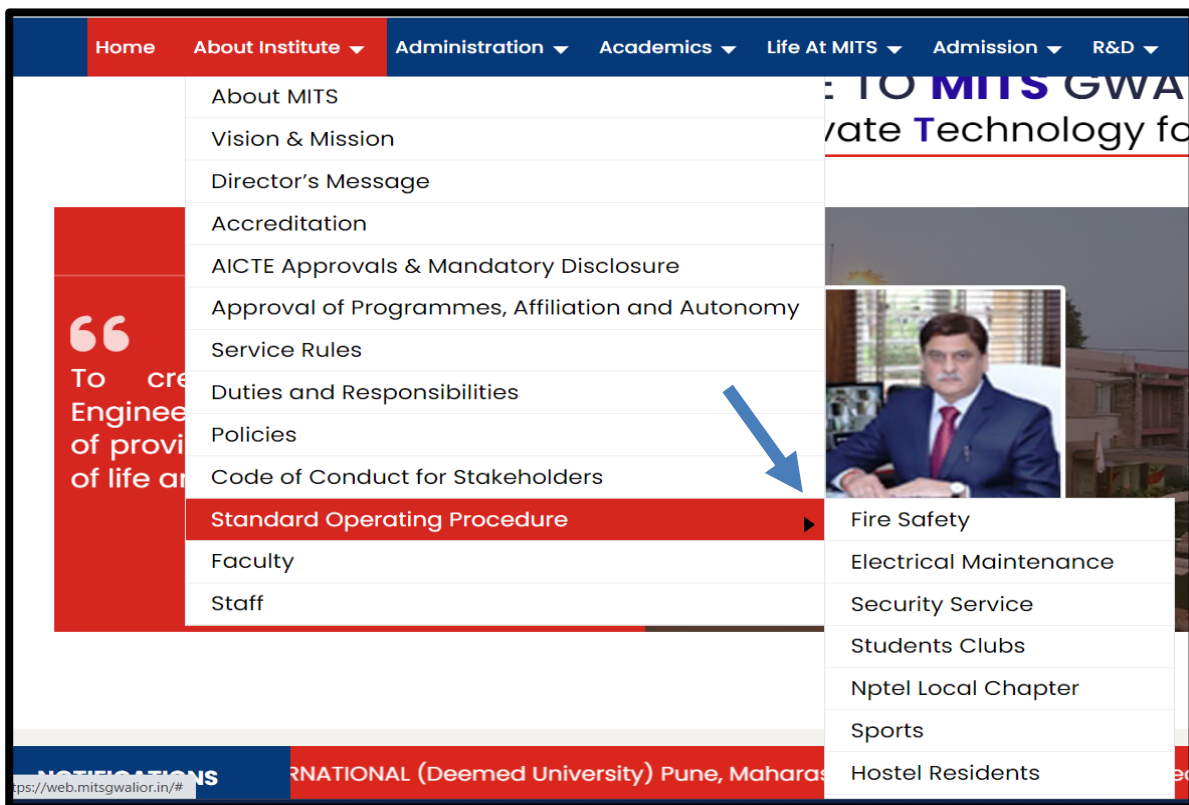 Home About Institute Administration Academics Life At MITS Admission R&D
About MITS
Vision & Mission
Director's Message
Accreditation
AICTE Approvals & Mandatory Disclosure
Approval of Programmes, Affiliation and Autonomy
Service Rules
Duties and Responsibilities
Policies
Code of Conduct for Stakeholders
Standard Operating Procedure
Faculty
Staff
Fire Safety
Electrical Maintenance
Security Service
Students Clubs
Nptel Local Chapter
Sports
Hostel Residents
TO MITS GWA
vate Technology fo
“
To cre
Enginee
of provi
of life an
NOTIFICATIONS
RNATIONAL (Deemed University) Pune, Maharas
tps://web.mitsgwalior.in/#